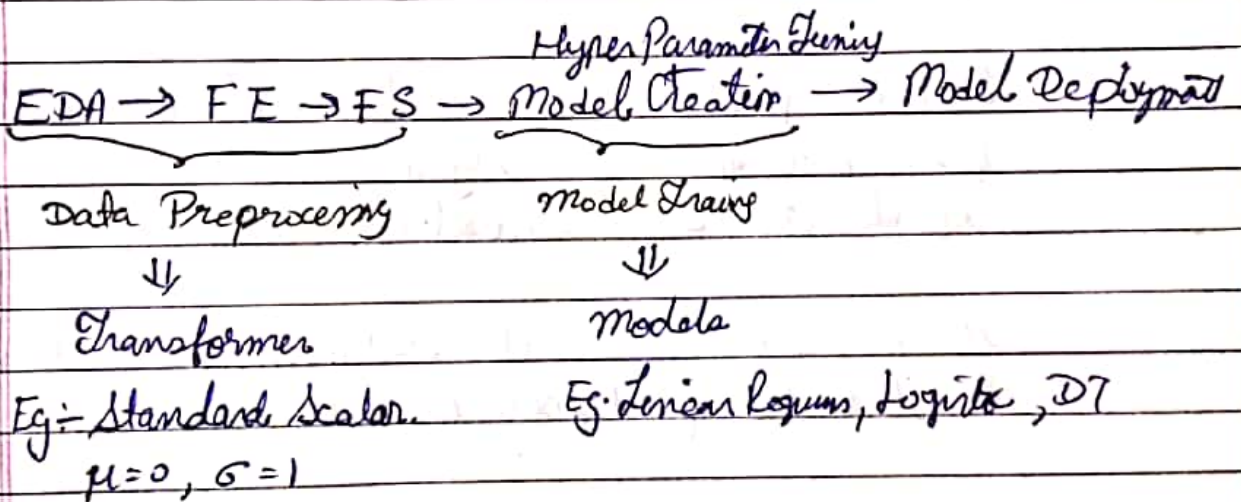 Hyper Parameter Tuning
EDA → FE → FS → Model Creation → Model Deployment
Data Preprocessing Model Training
⇓ ⇓
Transformer Models
Eg:- Standard Scalar. Eg. Linear Regression, Logistic, DT
μ=0, σ=1